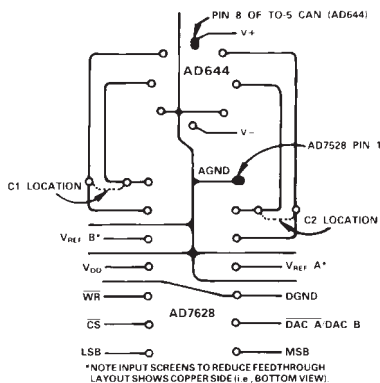 PIN 8 OF TO-5 CAN (AD644)
V+
AD644
V−
AGND
AD7528 PIN 1
C1 LOCATION
C2 LOCATION
VREF B*
VDD
VREF A*
WR
DGND
AD7628
CS
DAC A/DAC B
LSB
MSB
*NOTE INPUT SCREENS TO REDUCE FEEDTHROUGH
LAYOUT SHOWS COPPER SIDE (i.e., BOTTOM VIEW).